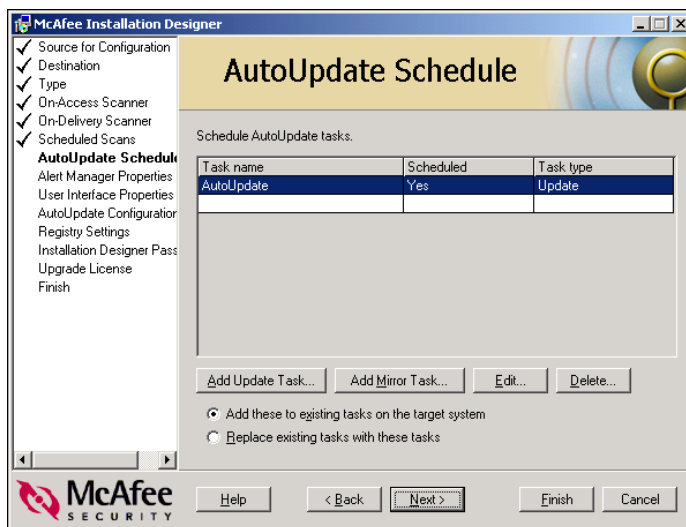 McAfee Installation Designer
Source for Configuration
Destination
Type
On-Access Scanner
On-Delivery Scanner
Scheduled Scans
AutoUpdate Schedul
Alert Manager Properties
User Interface Properties
AutoUpdate Configuration
Registry Settings
Installation Designer Pass
Upgrade License
Finish
AutoUpdate Schedule
Schedule AutoUpdate tasks.
Task name Scheduled Task type
AutoUpdate Yes Update
Add Update Task... Add Mirror Task... Edit... Delete...
Add these to existing tasks on the target system
Replace existing tasks with these tasks
McAfee
SECURITY
Help < Back Next > Finish Cancel